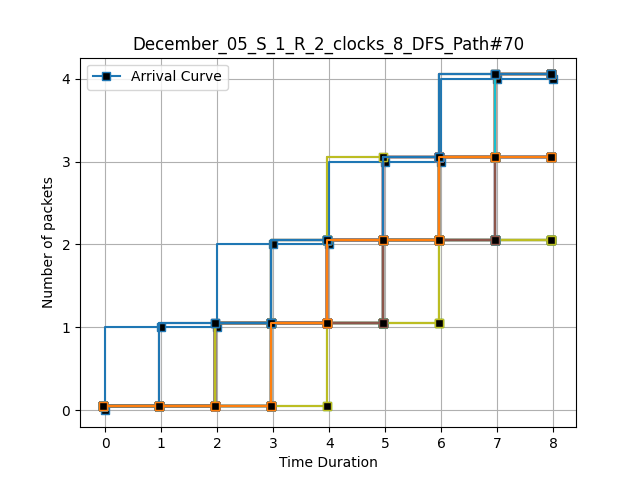 December_05_S_1_R_2_clocks_8_DFS_Path#70
Arrival Curve
Number of packets
4
3
2
1
0
0 1 2 3 4 5 6 7 8
Time Duration